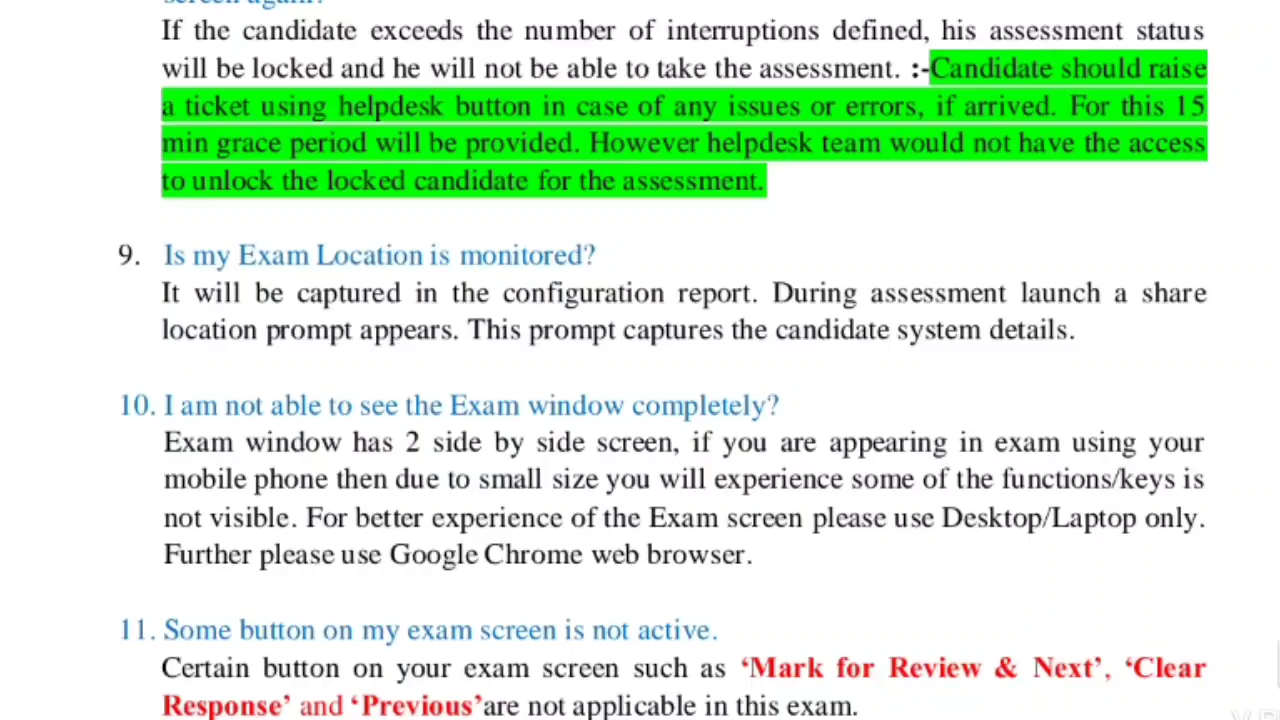 screen again?
If the candidate exceeds the number of interruptions defined, his assessment status
will be locked and he will not be able to take the assessment. :-Candidate should raise
a ticket using helpdesk button in case of any issues or errors, if arrived. For this 15
min grace period will be provided. However helpdesk team would not have the access
to unlock the locked candidate for the assessment.
9. Is my Exam Location is monitored?
It will be captured in the configuration report. During assessment launch a share
location prompt appears. This prompt captures the candidate system details.
10. I am not able to see the Exam window completely?
Exam window has 2 side by side screen, if you are appearing in exam using your
mobile phone then due to small size you will experience some of the functions/keys is
not visible. For better experience of the Exam screen please use Desktop/Laptop only.
Further please use Google Chrome web browser.
11. Some button on my exam screen is not active.
Certain button on your exam screen such as ‘Mark for Review & Next’, ‘Clear
Response’ and ‘Previous’are not applicable in this exam.